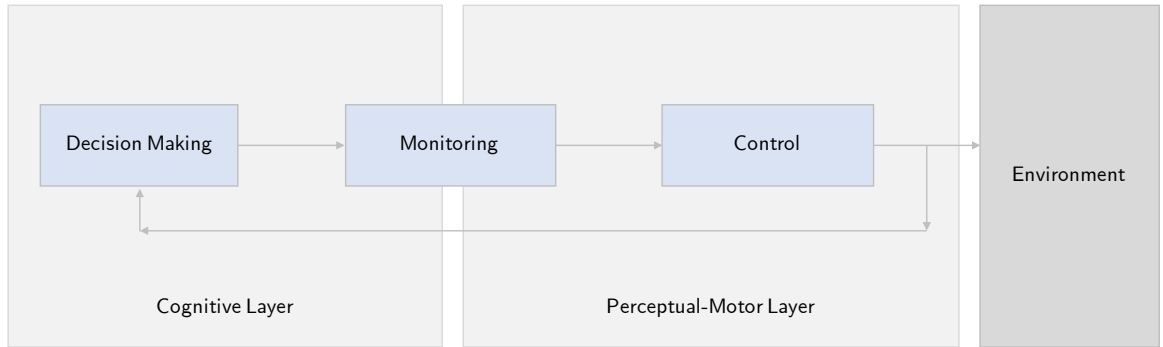 Decision Making
Monitoring
Control
Environment
Cognitive Layer
Perceptual-Motor Layer